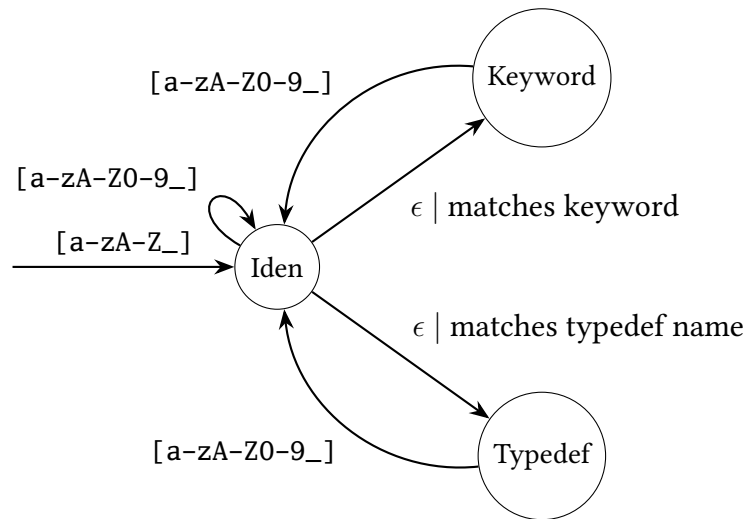 [a-zA-Z0-9_]
Keyword
[a-zA-Z0-9_]
ϵ | matches keyword
[a-zA-Z_]
Iden
ϵ | matches typedef name
[a-zA-Z0-9_]
Typedef